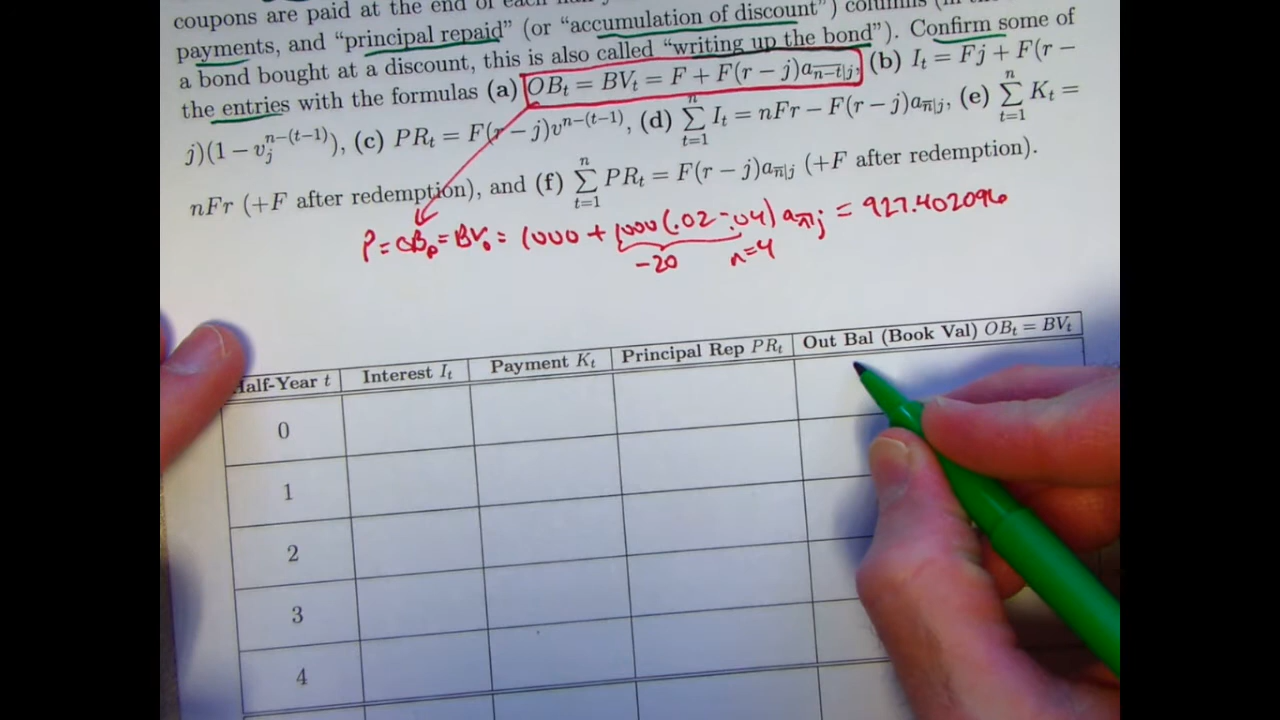 coupons are paid at the end of each half
payments, and “principal repaid” (or “accumulation of discount”) columns (in
a bond bought at a discount, this is also called “writing up the bond”). Confirm some of
the entries with the formulas (a) OB_t = BV_t = F + F(r − j)a_{n−t|j}, (b) I_t = Fj + F(r −
j)(1 − v_j^{n−(t−1)}), (c) PR_t = F(r − j)v^{n−(t−1)}, (d) ∑_{t=1}^{n} I_t = nFr − F(r − j)a_{n|j}, (e) ∑_{t=1}^{n} K_t =
nFr (+F after redemption), and (f) ∑_{t=1}^{n} PR_t = F(r − j)a_{n|j} (+F after redemption).
P = OB_0 = BV_0 = 1000 + 1000(.02 - .04) a_{n|j} = 927.402096
-20 n=4
Half-Year t Interest I_t Payment K_t Principal Rep PR_t Out Bal (Book Val) OB_t = BV_t
0
1
2
3
4